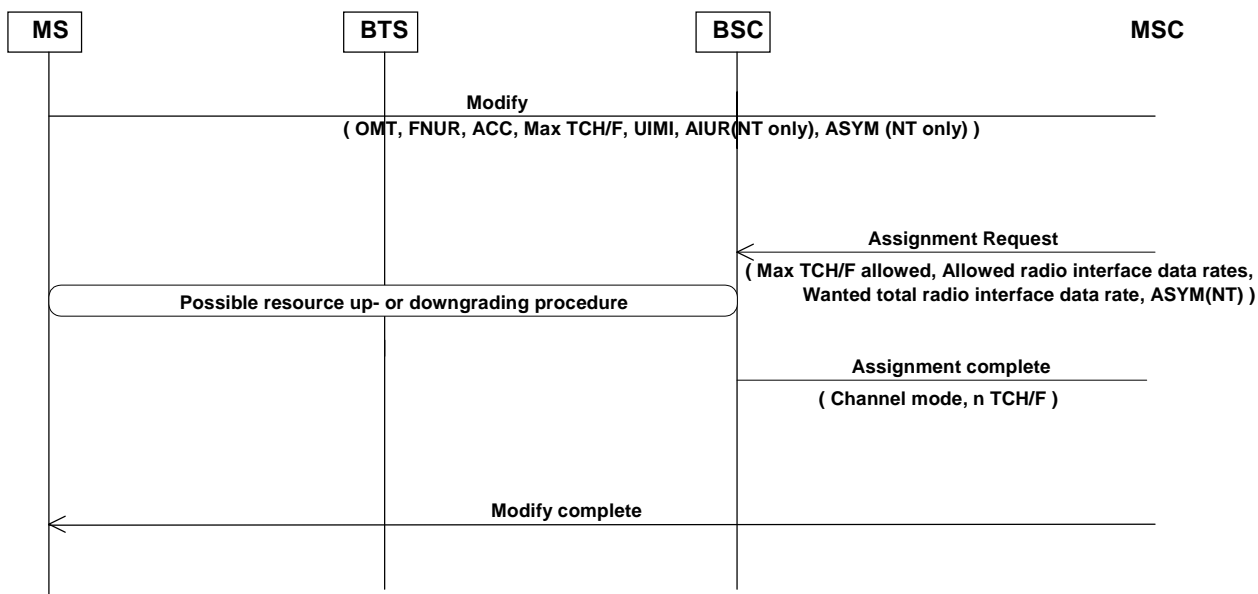 MS BTS BSC MSC
Modify
( OMT, FNUR, ACC, Max TCH/F, UIMI, AIUR(NT only), ASYM (NT only) )
Assignment Request
( Max TCH/F allowed, Allowed radio interface data rates,
Wanted total radio interface data rate, ASYM(NT) )
Possible resource up- or downgrading procedure
Assignment complete
( Channel mode, n TCH/F )
Modify complete